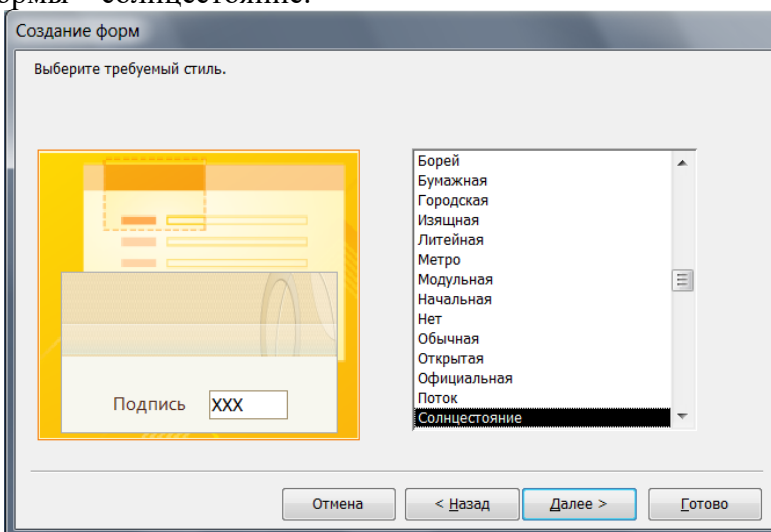 солнцестояние.
Создание форм
Выберите требуемый стиль.
Борей
Бумажная
Городская
Изящная
Литейная
Метро
Модульная
Начальная
Нет
Обычная
Открытая
Официальная
Поток
Солнцестояние
Подпись XXX
Отмена
< Назад
Далее >
Готово